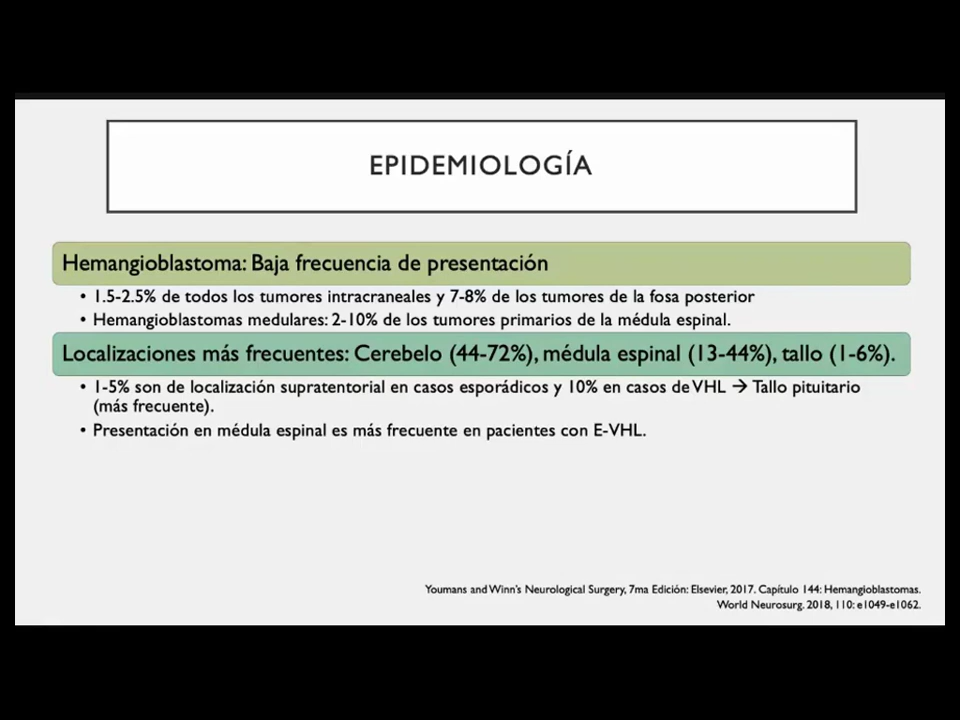 EPIDEMIOLOGÍA
Hemangioblastoma: Baja frecuencia de presentación
• 1.5-2.5% de todos los tumores intracraneales y 7-8% de los tumores de la fosa posterior
• Hemangioblastomas medulares: 2-10% de los tumores primarios de la médula espinal.
Localizaciones más frecuentes: Cerebelo (44-72%), médula espinal (13-44%), tallo (1-6%).
• 1-5% son de localización supratentorial en casos esporádicos y 10% en casos de VHL → Tallo pituitario
(más frecuente).
• Presentación en médula espinal es más frecuente en pacientes con E-VHL.
Youmans and Winn's Neurological Surgery, 7ma Edición: Elsevier, 2017. Capítulo 144: Hemangioblastomas.
World Neurosurg. 2018, 110: e1049-e1062.